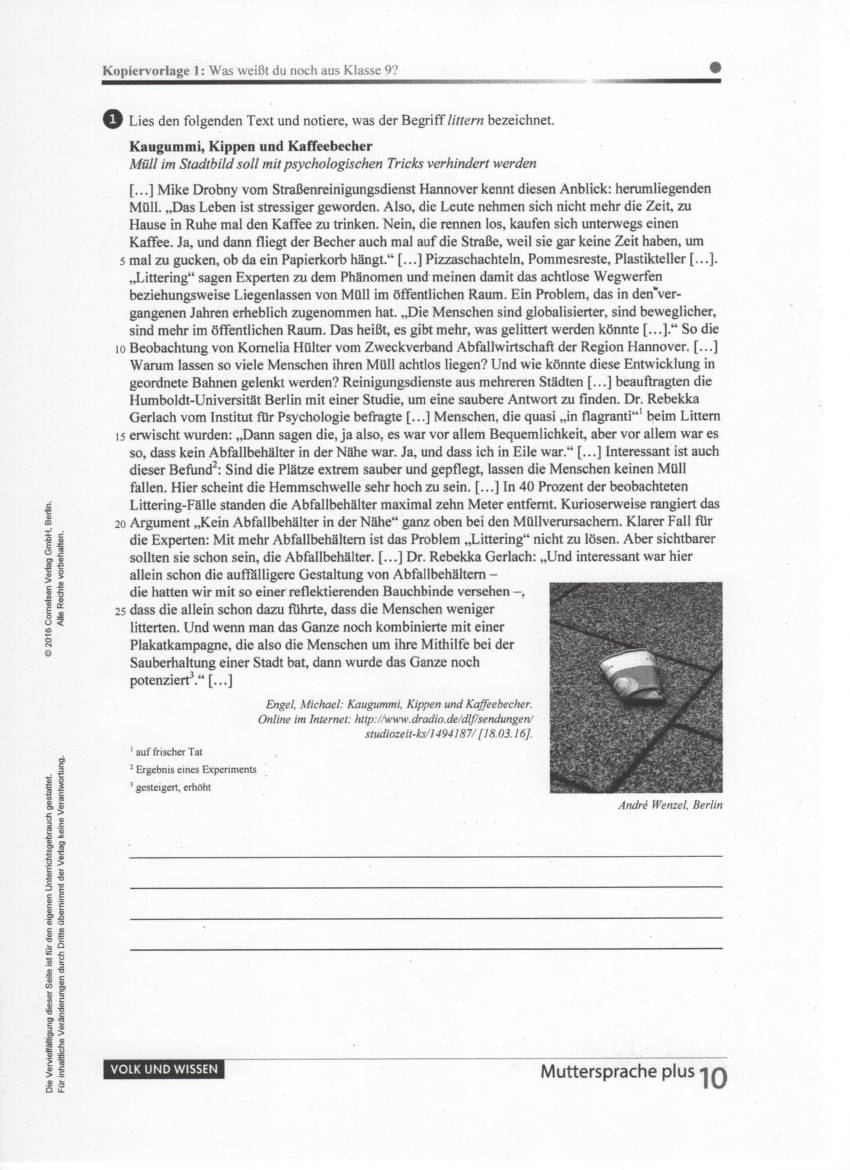 Kopiervorlage 1: Was weißt du noch aus Klasse 9?
1 Lies den folgenden Text und notiere, was der Begriff littern bezeichnet.
Kaugummi, Kippen und Kaffeebecher
Müll im Stadtbild soll mit psychologischen Tricks verhindert werden
[…] Mike Drobny vom Straßenreinigungsdienst Hannover kennt diesen Anblick: herumliegenden
Müll. „Das Leben ist stressiger geworden. Also, die Leute nehmen sich nicht mehr die Zeit, zu
Hause in Ruhe mal den Kaffee zu trinken. Nein, die rennen los, kaufen sich unterwegs einen
Kaffee. Ja, und dann fliegt der Becher auch mal auf die Straße, weil sie gar keine Zeit haben, um
5 mal zu gucken, ob da ein Papierkorb hängt.“ […] Pizzaschachteln, Pommesreste, Plastikteller […].
„Littering“ sagen Experten zu dem Phänomen und meinen damit das achtlose Wegwerfen
beziehungsweise Liegenlassen von Müll im öffentlichen Raum. Ein Problem, das in den ver-
gangenen Jahren erheblich zugenommen hat. „Die Menschen sind globalisierter, sind beweglicher,
sind mehr im öffentlichen Raum. Das heißt, es gibt mehr, was gelittert werden könnte […].“ So die
10 Beobachtung von Kornelia Hülter vom Zweckverband Abfallwirtschaft der Region Hannover. […]
Warum lassen so viele Menschen ihren Müll achtlos liegen? Und wie könnte diese Entwicklung in
geordnete Bahnen gelenkt werden? Reinigungsdienste aus mehreren Städten […] beauftragten die
Humboldt-Universität Berlin mit einer Studie, um eine saubere Antwort zu finden. Dr. Rebekka
Gerlach vom Institut für Psychologie befragte […] Menschen, die quasi „in flagranti“¹ beim Littern
15 erwischt wurden: „Dann sagen die, ja also, es war vor allem Bequemlichkeit, aber vor allem war es
so, dass kein Abfallbehälter in der Nähe war. Ja, und dass ich in Eile war.“ […] Interessant ist auch
dieser Befund²: Sind die Plätze extrem sauber und gepflegt, lassen die Menschen keinen Müll
fallen. Hier scheint die Hemmschwelle sehr hoch zu sein. […] In 40 Prozent der beobachteten
Littering-Fälle standen die Abfallbehälter maximal zehn Meter entfernt. Kurioserweise rangiert das
20 Argument „Kein Abfallbehälter in der Nähe“ ganz oben bei den Müllverursachern. Klarer Fall für
die Experten: Mit mehr Abfallbehältern ist das Problem „Littering“ nicht zu lösen. Aber sichtbarer
sollten sie schon sein, die Abfallbehälter. […] Dr. Rebekka Gerlach: „Und interessant war hier
allein schon die auffälligere Gestaltung von Abfallbehältern –
die hatten wir mit so einer reflektierenden Bauchbinde versehen –,
25 dass die allein schon dazu führte, dass die Menschen weniger
litterten. Und wenn man das Ganze noch kombinierte mit einer
Plakatkampagne, die also die Menschen um ihre Mithilfe bei der
Sauberhaltung einer Stadt bat, dann wurde das Ganze noch
potenziert³.“ […]
Engel, Michael: Kaugummi, Kippen und Kaffeebecher.
Online im Internet: http://www.dradio.de/dlf/sendungen/
studiozeit-ks/1494187/ [18.03.16].
¹ auf frischer Tat
² Ergebnis eines Experiments
³ gesteigert, erhöht
André Wenzel, Berlin
© 2016 Cornelsen Verlag GmbH, Berlin.
Alle Rechte vorbehalten.
Die Vervielfältigung dieser Seite ist für den eigenen Unterrichtsgebrauch gestattet.
Für inhaltliche Veränderungen durch Dritte übernimmt der Verlag keine Verantwortung.
VOLK UND WISSEN
Muttersprache plus 10